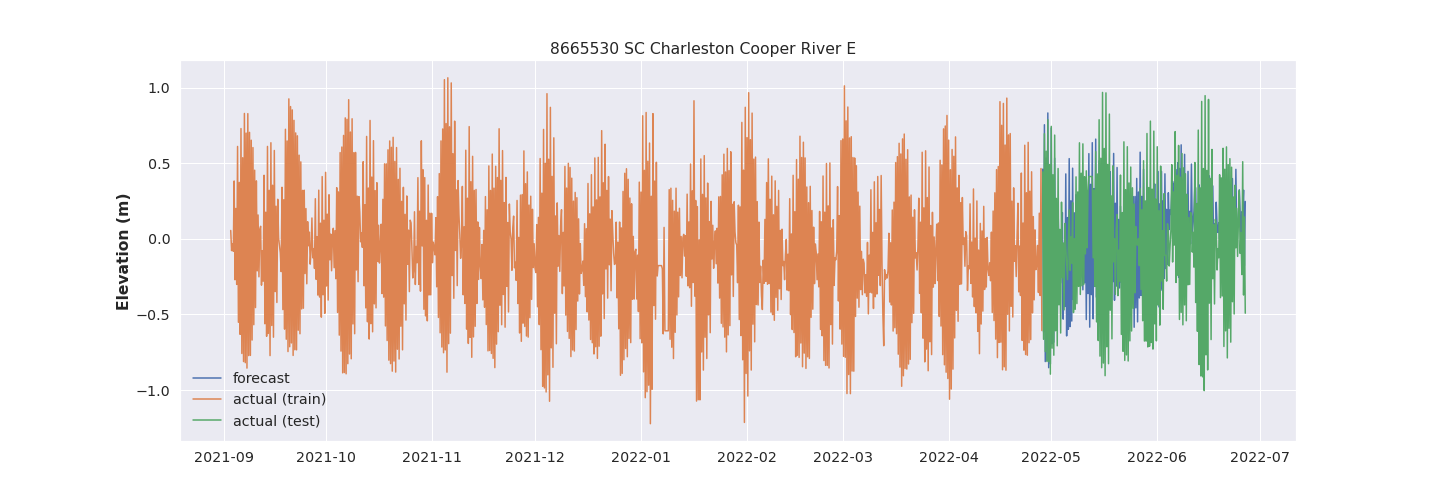 8665530 SC Charleston Cooper River E
Elevation (m)
1.0
0.5
0.0
−0.5
−1.0
forecast
actual (train)
actual (test)
2021-09 2021-10 2021-11 2021-12 2022-01 2022-02 2022-03 2022-04 2022-05 2022-06 2022-07